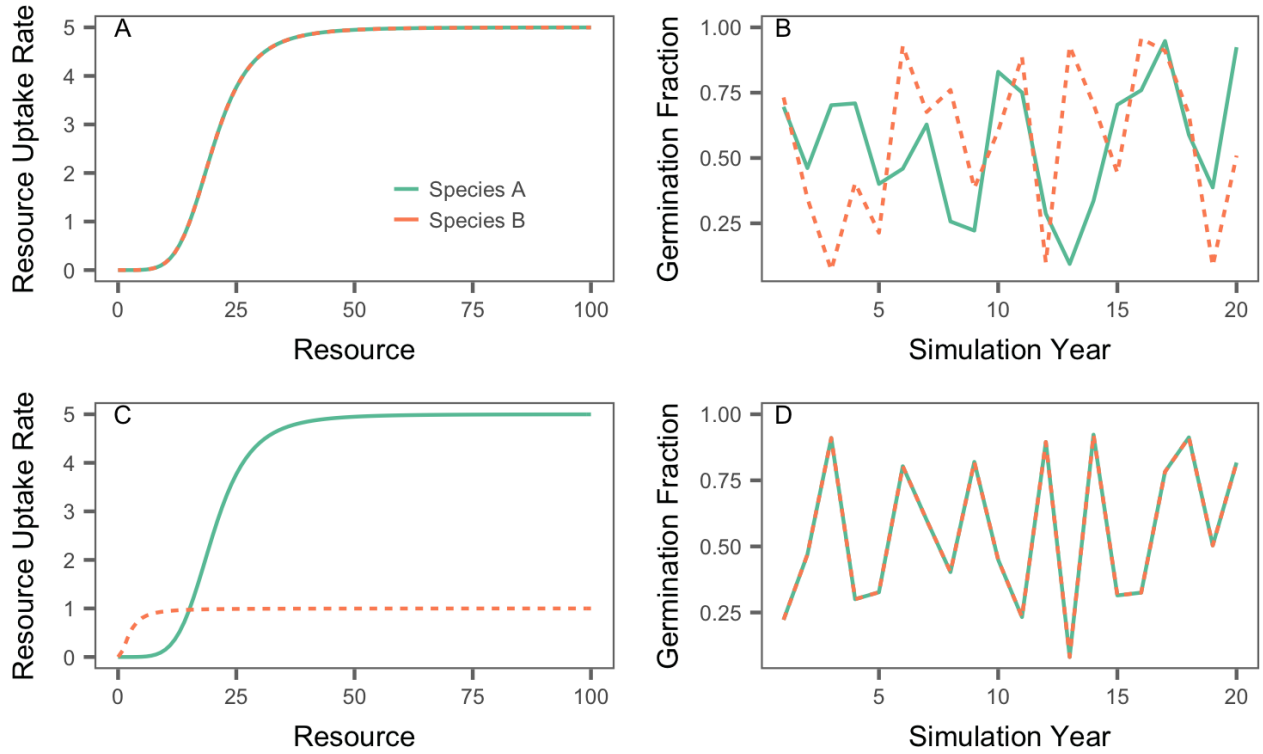 A
Resource Uptake Rate
5
4
3
2
1
0
Species A
Species B
0 25 50 75 100
Resource
B
Germination Fraction
1.00
0.75
0.50
0.25
5 10 15 20
Simulation Year
C
Resource Uptake Rate
5
4
3
2
1
0
0 25 50 75 100
Resource
D
Germination Fraction
1.00
0.75
0.50
0.25
5 10 15 20
Simulation Year